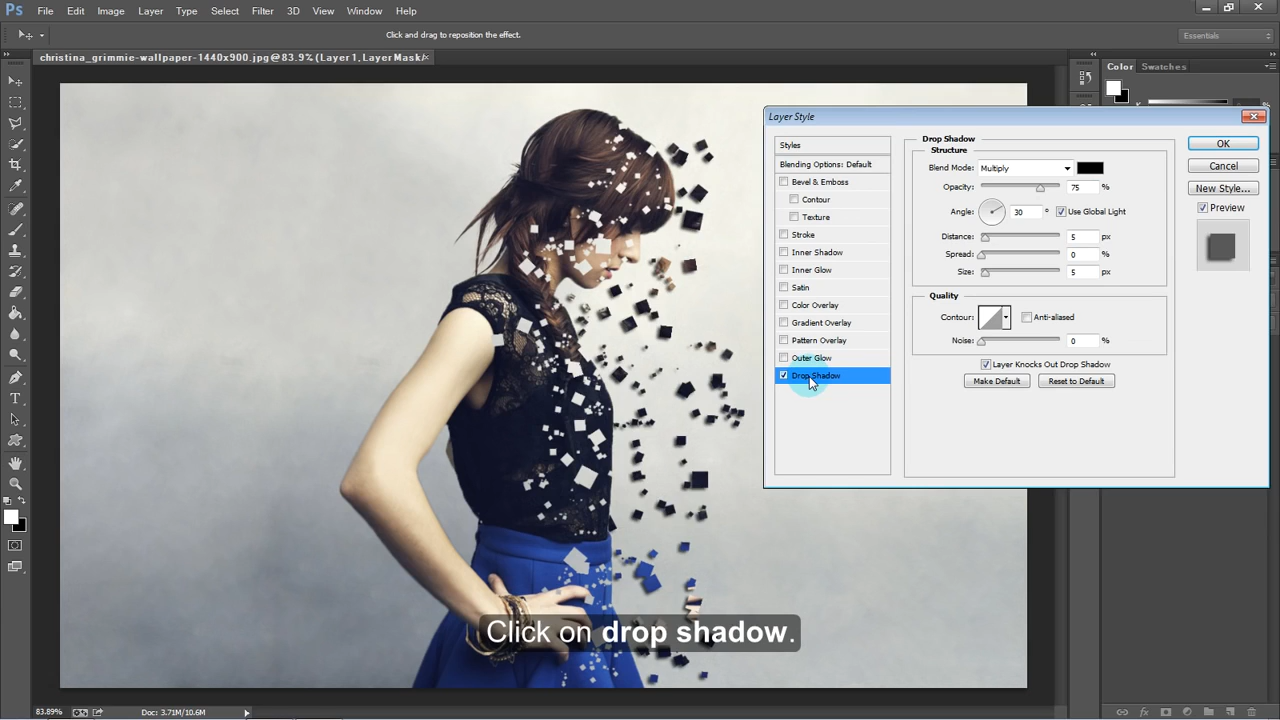 Ps File Edit Image Layer Type Select Filter 3D View Window Help
Click and drag to reposition the effect.
Essentials
christina_grimmie-wallpaper-1440x900.jpg@83.9%(Layer1,LayerMask/×
Color Swatches
Layer Style
Styles
Blending Options: Default
Bevel & Emboss
Contour
Texture
Stroke
Inner Shadow
Inner Glow
Satin
Color Overlay
Gradient Overlay
Pattern Overlay
Outer Glow
Drop Shadow
Drop Shadow
Structure
Blend Mode: Multiply
Opacity: 75 %
Angle: 30 ° Use Global Light
Distance: 5 px
Spread: 0 %
Size: 5 px
Quality
Contour: Anti-aliased
Noise: 0 %
Layer Knocks Out Drop Shadow
Make Default Reset to Default
OK
Cancel
New Style...
Preview
Click on drop shadow.
83.89% Doc: 3.71M/10.6M